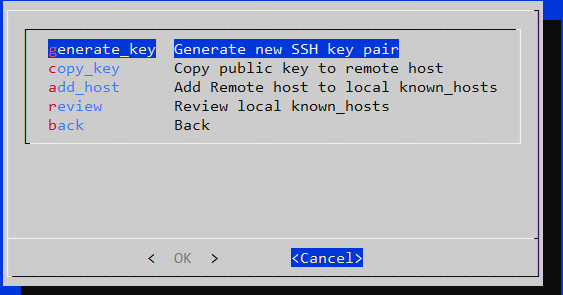 generate_key Generate new SSH key pair
copy_key Copy public key to remote host
add_host Add Remote host to local known_hosts
review Review local known_hosts
back Back
< OK > <Cancel>